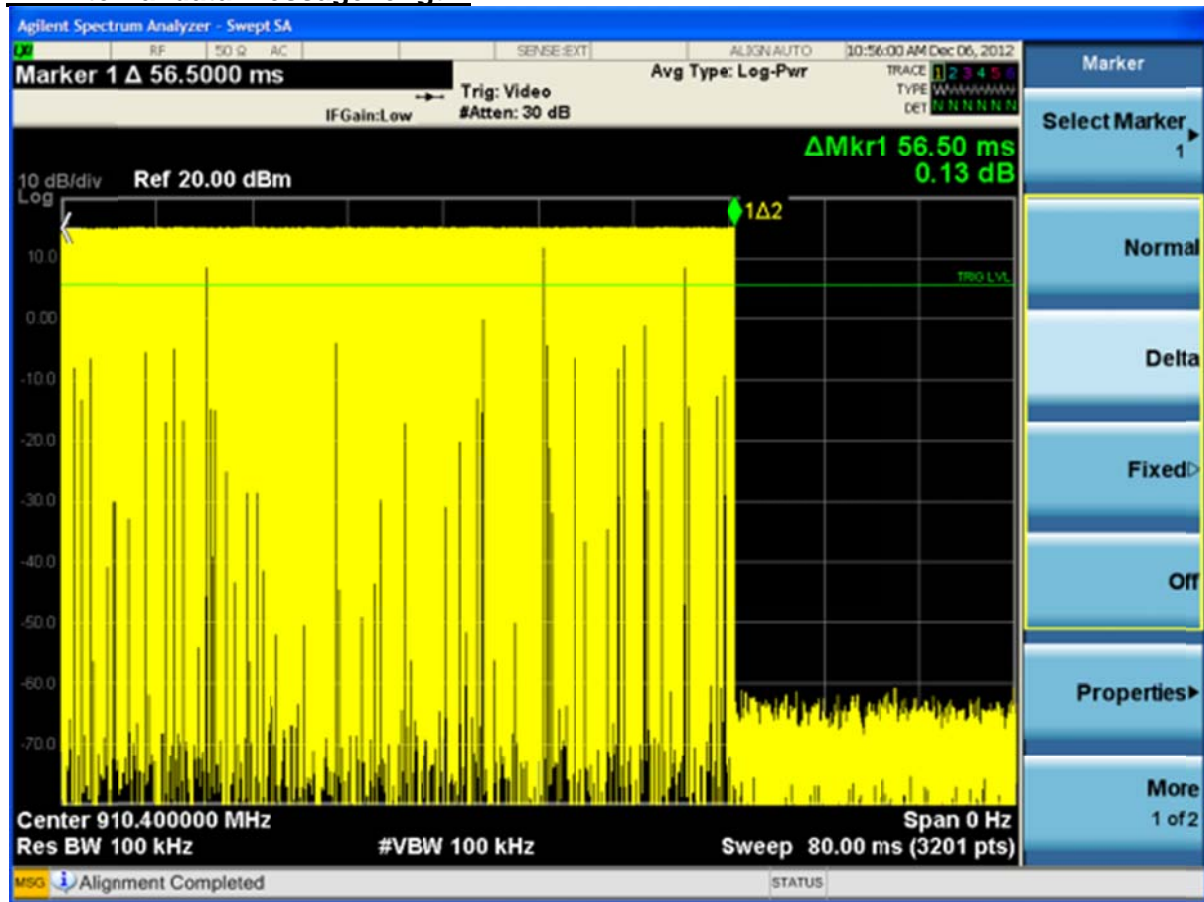 Agilent Spectrum Analyzer - Swept SA
LXI RF 50 Ω AC SENSE:EXT ALIGN AUTO 10:56:00 AM Dec 06, 2012
Marker 1 Δ 56.5000 ms
Trig: Video
IFGain:Low #Atten: 30 dB
Avg Type: Log-Pwr
TRACE 1 2 3 4 5 6
TYPE WWWWWW
DET N N N N N N
ΔMkr1 56.50 ms
0.13 dB
10 dB/div Ref 20.00 dBm
Log
1Δ2
10.0
TRIG LVL
0.00
-10.0
-20.0
-30.0
-40.0
-50.0
-60.0
-70.0
Center 910.400000 MHz Span 0 Hz
Res BW 100 kHz #VBW 100 kHz Sweep 80.00 ms (3201 pts)
MSG Alignment Completed STATUS
Marker
Select Marker
1
Normal
Delta
Fixed
Off
Properties
More
1 of 2